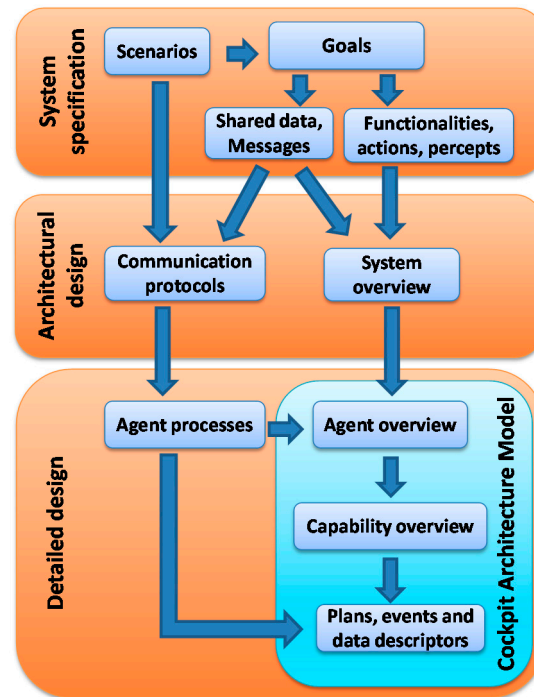 System
specification
Scenarios
Goals
Shared data,
Messages
Functionalities,
actions, percepts
Architectural
design
Communication
protocols
System
overview
Detailed design
Agent processes
Agent overview
Capability overview
Plans, events and
data descriptors
Cockpit Architecture Model